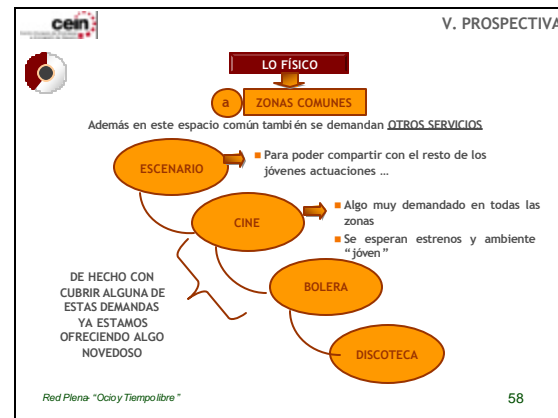 cein
V. PROSPECTIVA
LO FÍSICO
a
ZONAS COMUNES
Además en este espacio común también se demandan OTROS SERVICIOS
ESCENARIO
Para poder compartir con el resto de los
jóvenes actuaciones …
CINE
Algo muy demandado en todas las
zonas
Se esperan estrenos y ambiente
“jóven”
DE HECHO CON
CUBRIR ALGUNA DE
ESTAS DEMANDAS
YA ESTAMOS
OFRECIENDO ALGO
NOVEDOSO
BOLERA
DISCOTECA
Red Plena- “Ocio y Tiempo libre”
58